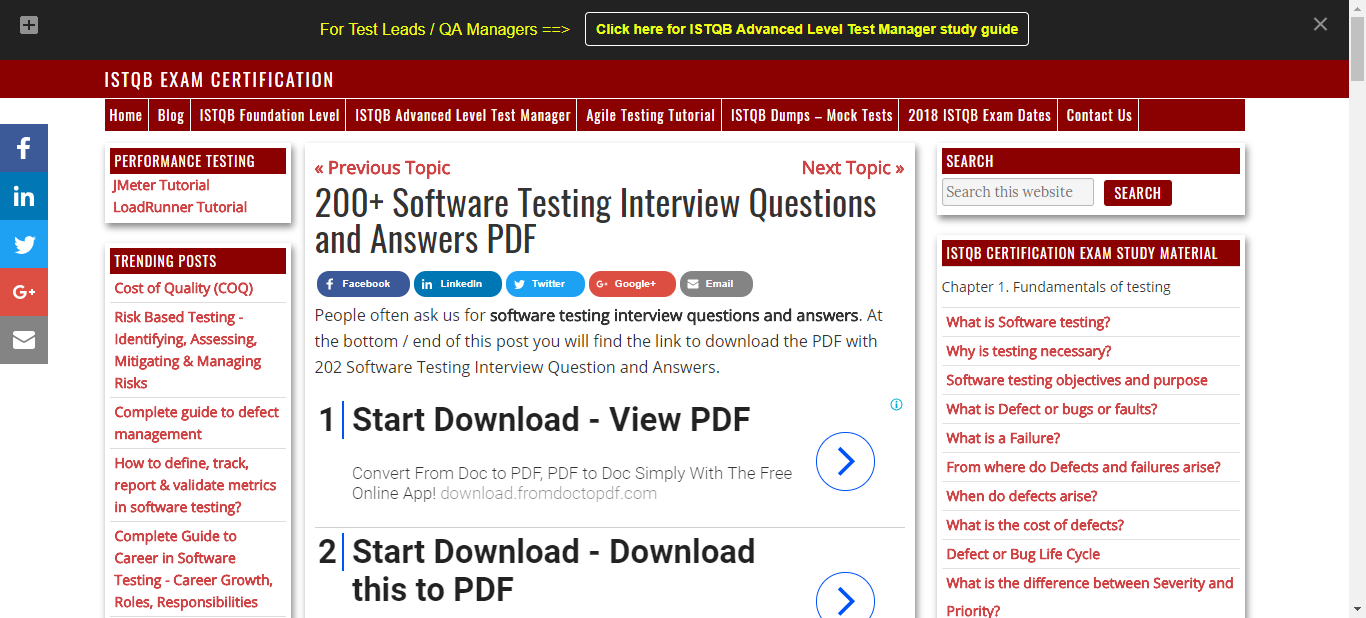 For Test Leads / QA Managers ==> Click here for ISTQB Advanced Level Test Manager study guide
ISTQB EXAM CERTIFICATION
Home Blog ISTQB Foundation Level ISTQB Advanced Level Test Manager Agile Testing Tutorial ISTQB Dumps – Mock Tests 2018 ISTQB Exam Dates Contact Us
PERFORMANCE TESTING
JMeter Tutorial
LoadRunner Tutorial
TRENDING POSTS
Cost of Quality (COQ)
Risk Based Testing -
Identifying, Assessing,
Mitigating & Managing
Risks
Complete guide to defect
management
How to define, track,
report & validate metrics
in software testing?
Complete Guide to
Career in Software
Testing - Career Growth,
Roles, Responsibilities
« Previous Topic Next Topic »
200+ Software Testing Interview Questions
and Answers PDF
Facebook LinkedIn Twitter Google+ Email
People often ask us for software testing interview questions and answers. At
the bottom / end of this post you will find the link to download the PDF with
202 Software Testing Interview Question and Answers.
1 Start Download - View PDF
Convert From Doc to PDF, PDF to Doc Simply With The Free
Online App! download.fromdoctopdf.com
2 Start Download - Download
this to PDF
SEARCH
Search this website SEARCH
ISTQB CERTIFICATION EXAM STUDY MATERIAL
Chapter 1. Fundamentals of testing
What is Software testing?
Why is testing necessary?
Software testing objectives and purpose
What is Defect or bugs or faults?
What is a Failure?
From where do Defects and failures arise?
When do defects arise?
What is the cost of defects?
Defect or Bug Life Cycle
What is the difference between Severity and
Priority?